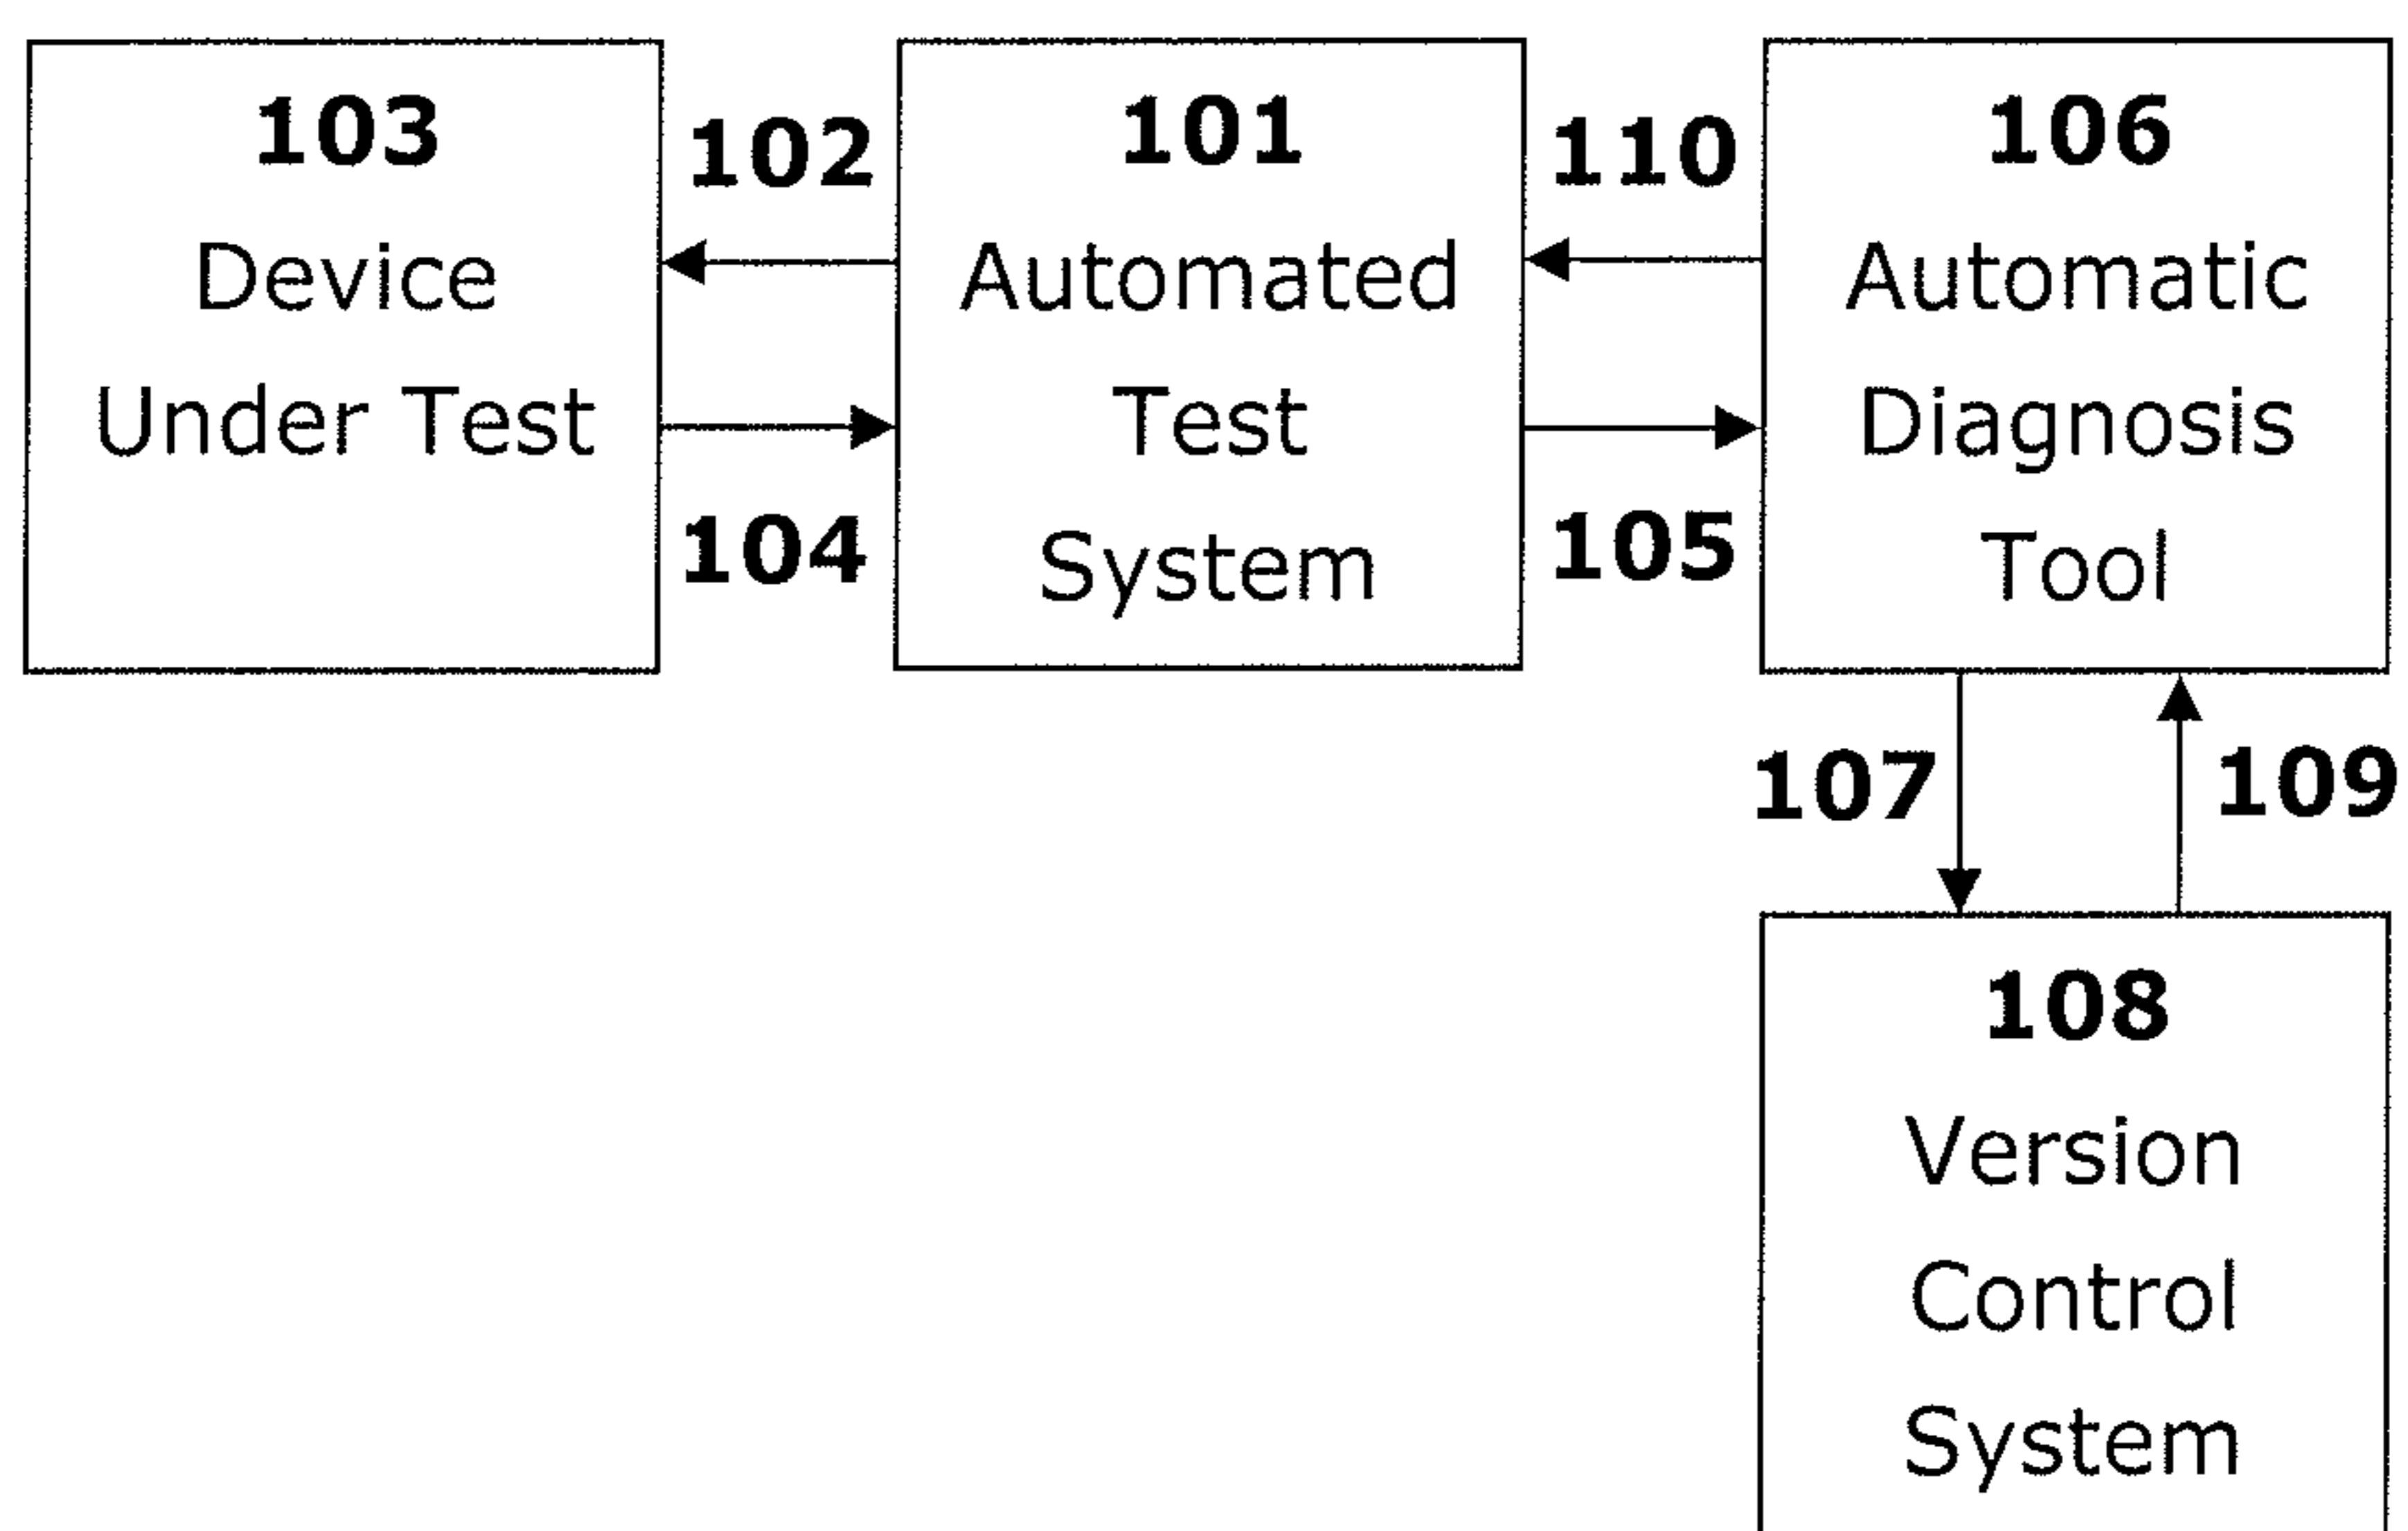 103
Device
Under Test
102
104
101
Automated
Test
System
110
105
106
Automatic
Diagnosis
Tool
107
109
108
Version
Control
System